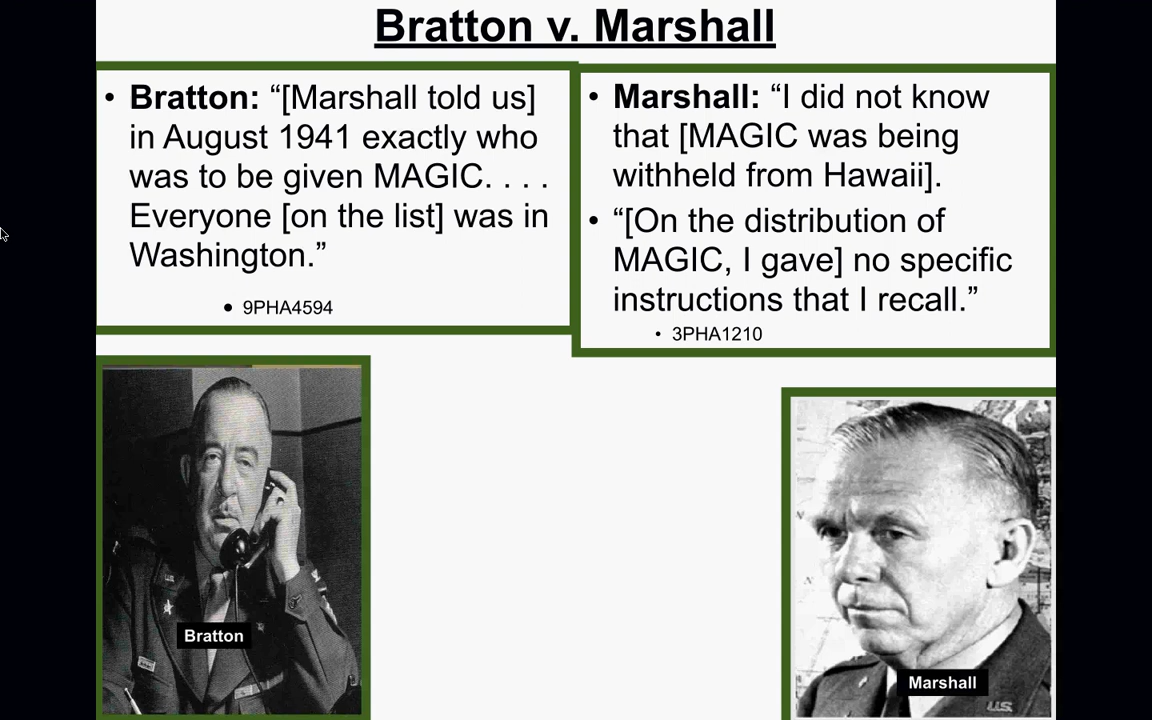 Bratton v. Marshall
• Bratton: “[Marshall told us]
in August 1941 exactly who
was to be given MAGIC. . . .
Everyone [on the list] was in
Washington.”
• 9PHA4594
• Marshall: “I did not know
that [MAGIC was being
withheld from Hawaii].
• “[On the distribution of
MAGIC, I gave] no specific
instructions that I recall.”
• 3PHA1210
Bratton
Marshall
U.S.